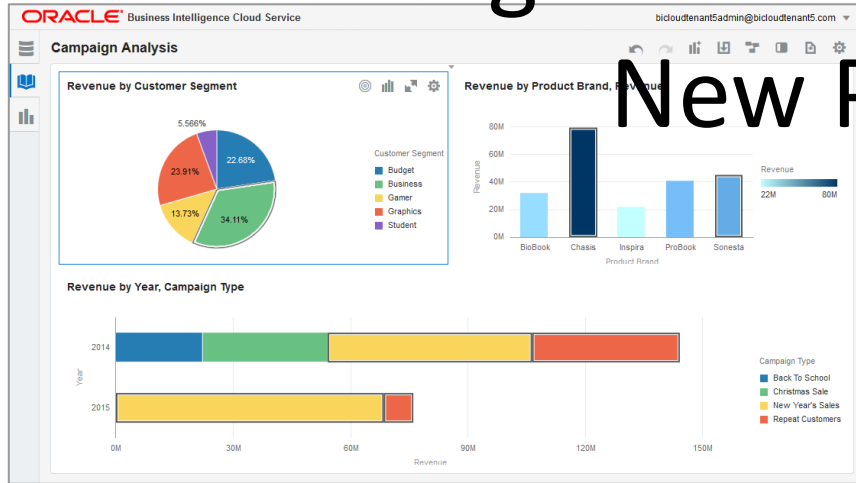 g
ORACLE Business Intelligence Cloud Service
bicloudtenant5admin@bicloudtenant5.com
Campaign Analysis
New
Revenue by Customer Segment
5.566%
22.68%
23.91%
13.73%
34.11%
Customer Segment
Budget
Business
Gamer
Graphics
Student
Revenue by Product Brand, Revenue
80M
60M
40M
20M
0M
Revenue
BioBook Chasis Inspira ProBook Sonesta
Product Brand
Revenue
22M 80M
Revenue by Year, Campaign Type
2014
2015
Year
0M 30M 60M 90M 120M 150M
Revenue
Campaign Type
Back To School
Christmas Sale
New Year's Sales
Repeat Customers